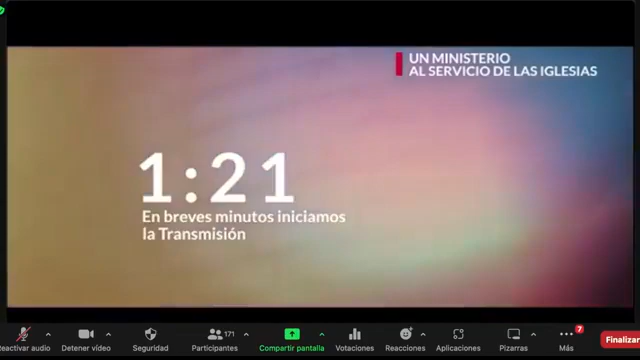 UN MINISTERIO
AL SERVICIO DE LAS IGLESIAS
1:21
En breves minutos iniciamos
la Transmisión
171
7
Reactivar audio
Detener vídeo
Seguridad
Participantes
Compartir pantalla
Votaciones
Reacciones
Aplicaciones
Pizarras
Más
Finaliza